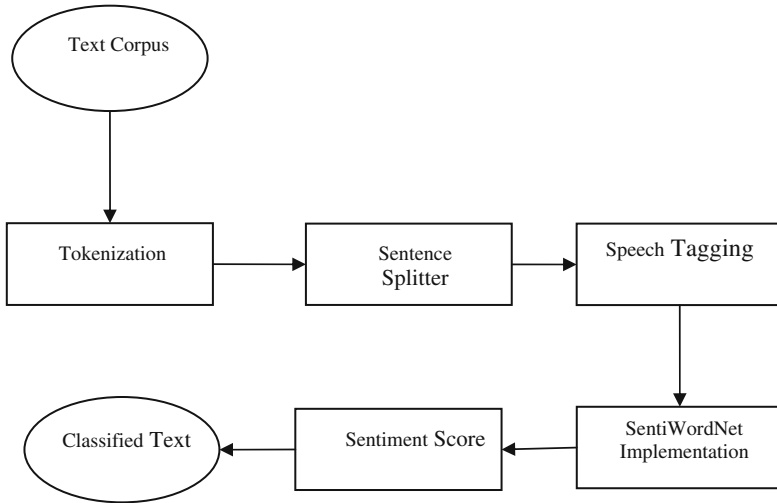 Text Corpus
Tokenization
Sentence
Splitter
Speech Tagging
SentiWordNet
Implementation
Sentiment Score
Classified Text